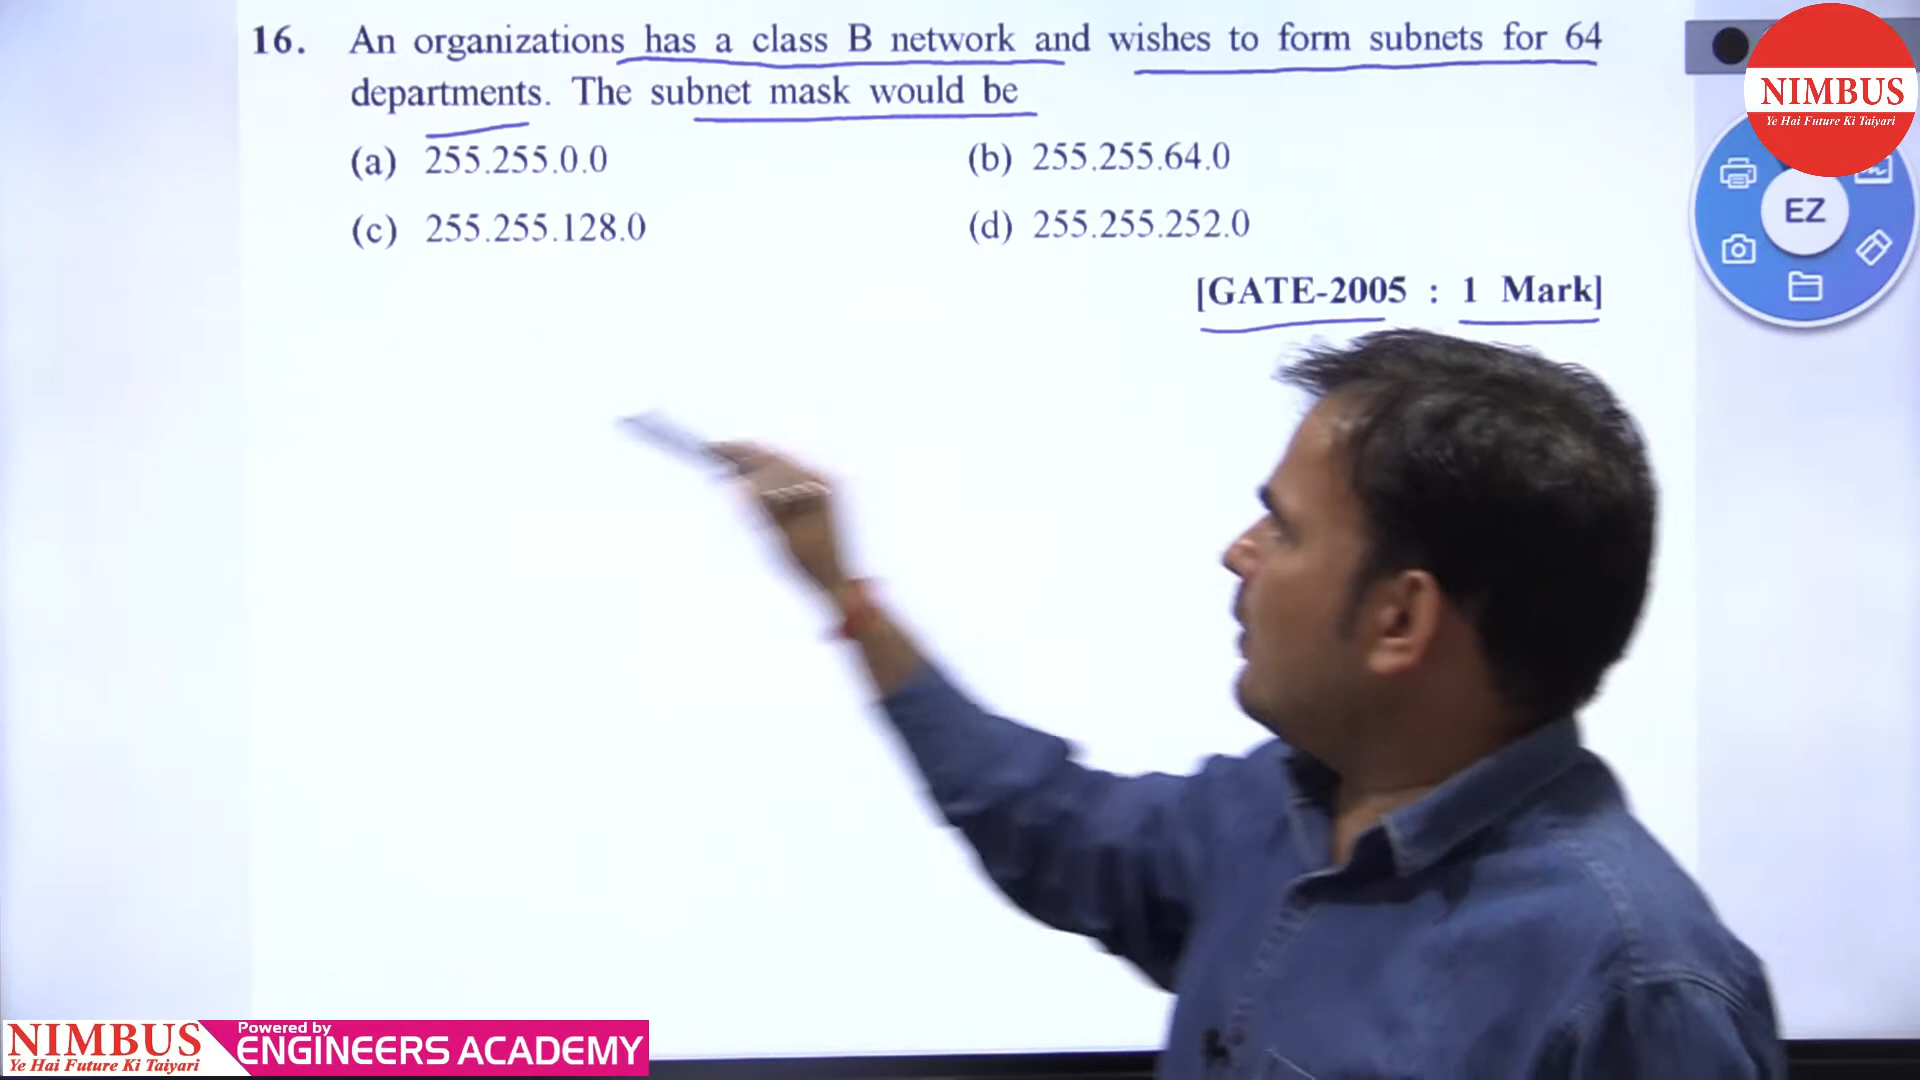 16. An organizations has a class B network and wishes to form subnets for 64
departments. The subnet mask would be
(a) 255.255.0.0 (b) 255.255.64.0
(c) 255.255.128.0 (d) 255.255.252.0
[GATE-2005 : 1 Mark]
NIMBUS
Ye Hai Future Ki Taiyari
EZ
NIMBUS
Ye Hai Future Ki Taiyari
Powered by
ENGINEERS ACADEMY